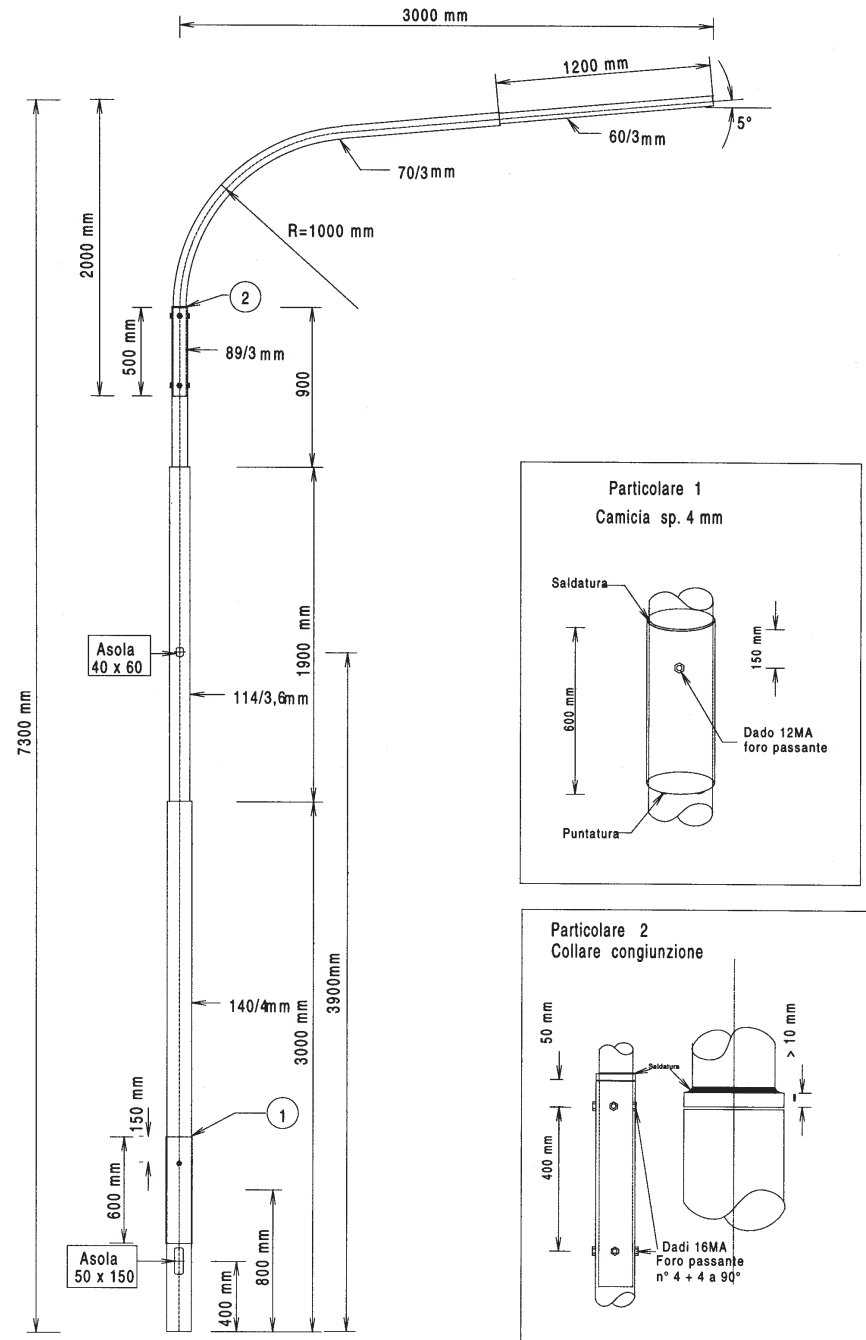 3000 mm
1200 mm
5°
60/3mm
70/3mm
R=1000 mm
2000 mm
2
500 mm
89/3 mm
900
7300 mm
1900 mm
Asola
40 x 60
114/3,6mm
3900mm
140/4mm
3000 mm
150 mm
1
600 mm
800 mm
Asola
50 x 150
400 mm
Particolare 1
Camicia sp. 4 mm
Saldatura
150 mm
600 mm
Dado 12MA
foro passante
Puntatura
Particolare 2
Collare congiunzione
50 mm
> 10 mm
Saldatura
400 mm
Dadi 16MA
Foro passante
n° 4 + 4 a 90°